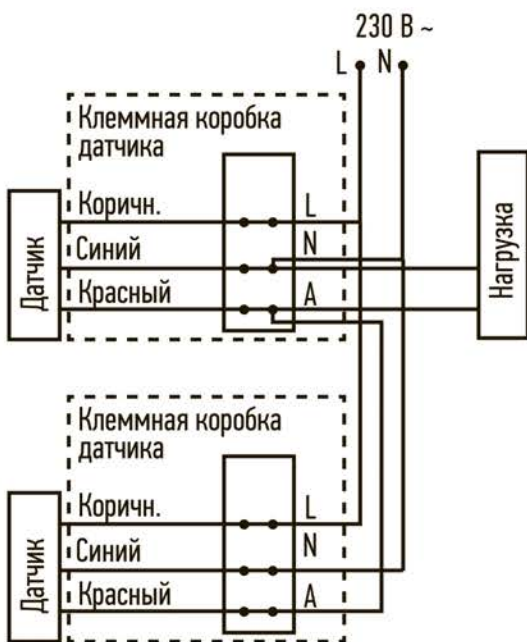 230 В ~
L N
Клеммная коробка
датчика
Коричн. L
Синий N
Красный A
Датчик
Нагрузка
Клеммная коробка
датчика
Коричн. L
Синий N
Красный A
Датчик